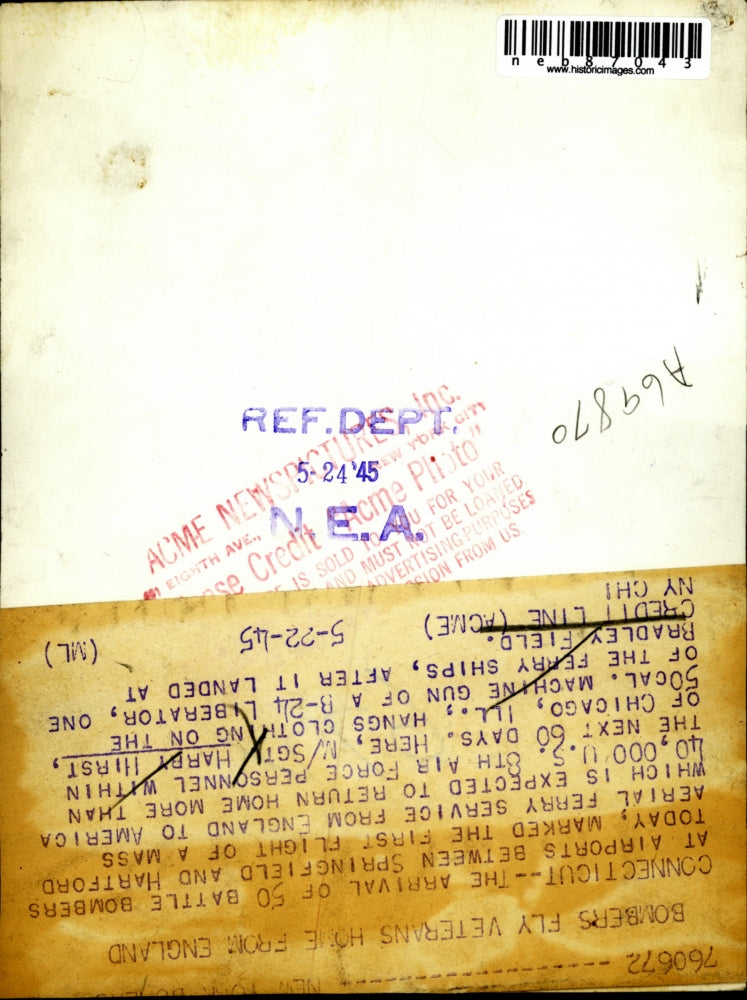 neb87043
www.historicimages.com
A69870
REF.DEPT.
5-24'45
N.E.A.
ACME NEWSPICTURES, Inc.
EIGHTH AVE., NEW YORK CITY
Credit "Acme Photo"
IS SOLD TO YOU FOR YOUR
AND MUST NOT BE LOANED
ADVERTISING PURPOSES
FROM US.
760672 NEW YORK
BOMBERS FLY VETERANS HOME FROM ENGLAND
CONNECTICUT--THE ARRIVAL OF 50 BATTLE BOMBERS
AT AIRPORTS BETWEEN SPRINGFIELD AND HARTFORD
TODAY, MARKED THE FIRST FLIGHT OF A MASS
AERIAL FERRY SERVICE FROM ENGLAND TO AMERICA
WHICH IS EXPECTED TO RETURN HOME MORE THAN
40,000 U.S. 8TH AIR FORCE PERSONNEL WITHIN
THE NEXT 60 DAYS. HERE, M/SGT. HARRY HIRST,
OF CHICAGO, ILL., HANGS CLOTHING ON THE
50CAL. MACHINE GUN OF A B-24 LIBERATOR, ONE
OF THE FERRY SHIPS, AFTER IT LANDED AT
BRADLEY FIELD.
CREDIT LINE (ACME) 5-22-45 (ML)
NY CHI